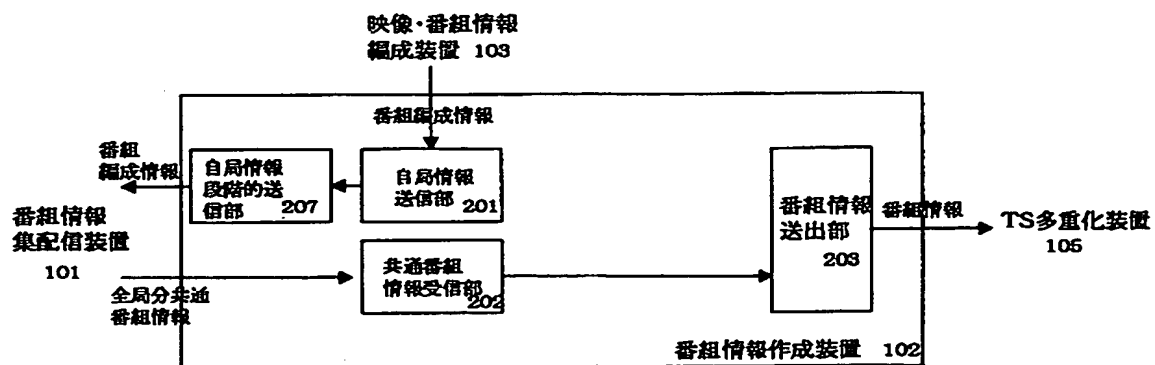 映像・番組情報
編成装置 103
番組編成情報
番組
編成情報
自局情報
段階的送
信部 207
自局情報
送信部 201
番組情報
集配信装置
101
番組情報
送出部
203
番組情報
TS多重化装置
105
共通番組
情報受信部 202
全局分共通
番組情報
番組情報作成装置 102